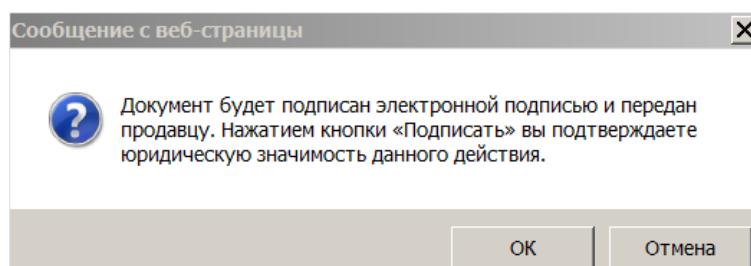 Сообщение с веб-страницы
Документ будет подписан электронной подписью и передан
продавцу. Нажатием кнопки «Подписать» вы подтверждаете
юридическую значимость данного действия.
ОК
Отмена